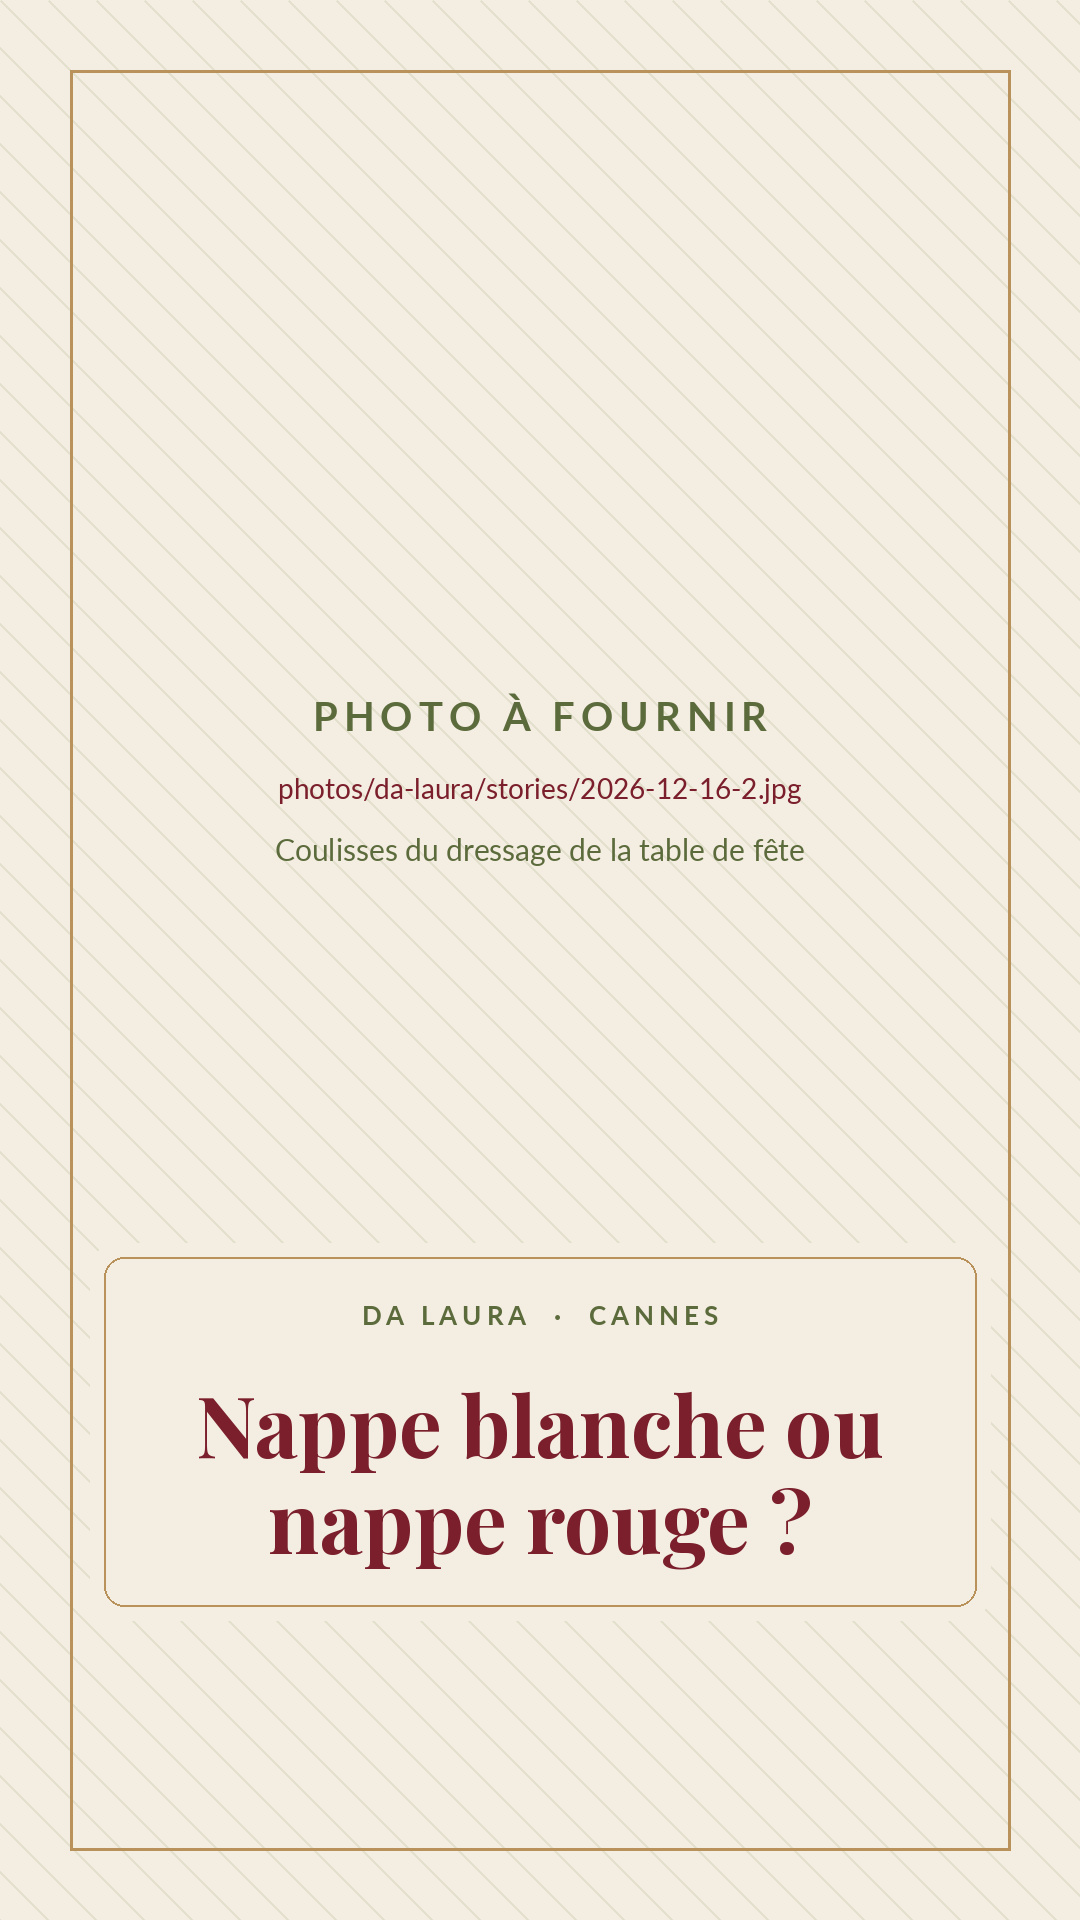 PHOTO À FOURNIR
photos/da-laura/stories/2026-12-16-2.jpg
Coulisses du dressage de la table de fête
DA LAURA · CANNES
Nappe blanche ou
nappe rouge ?